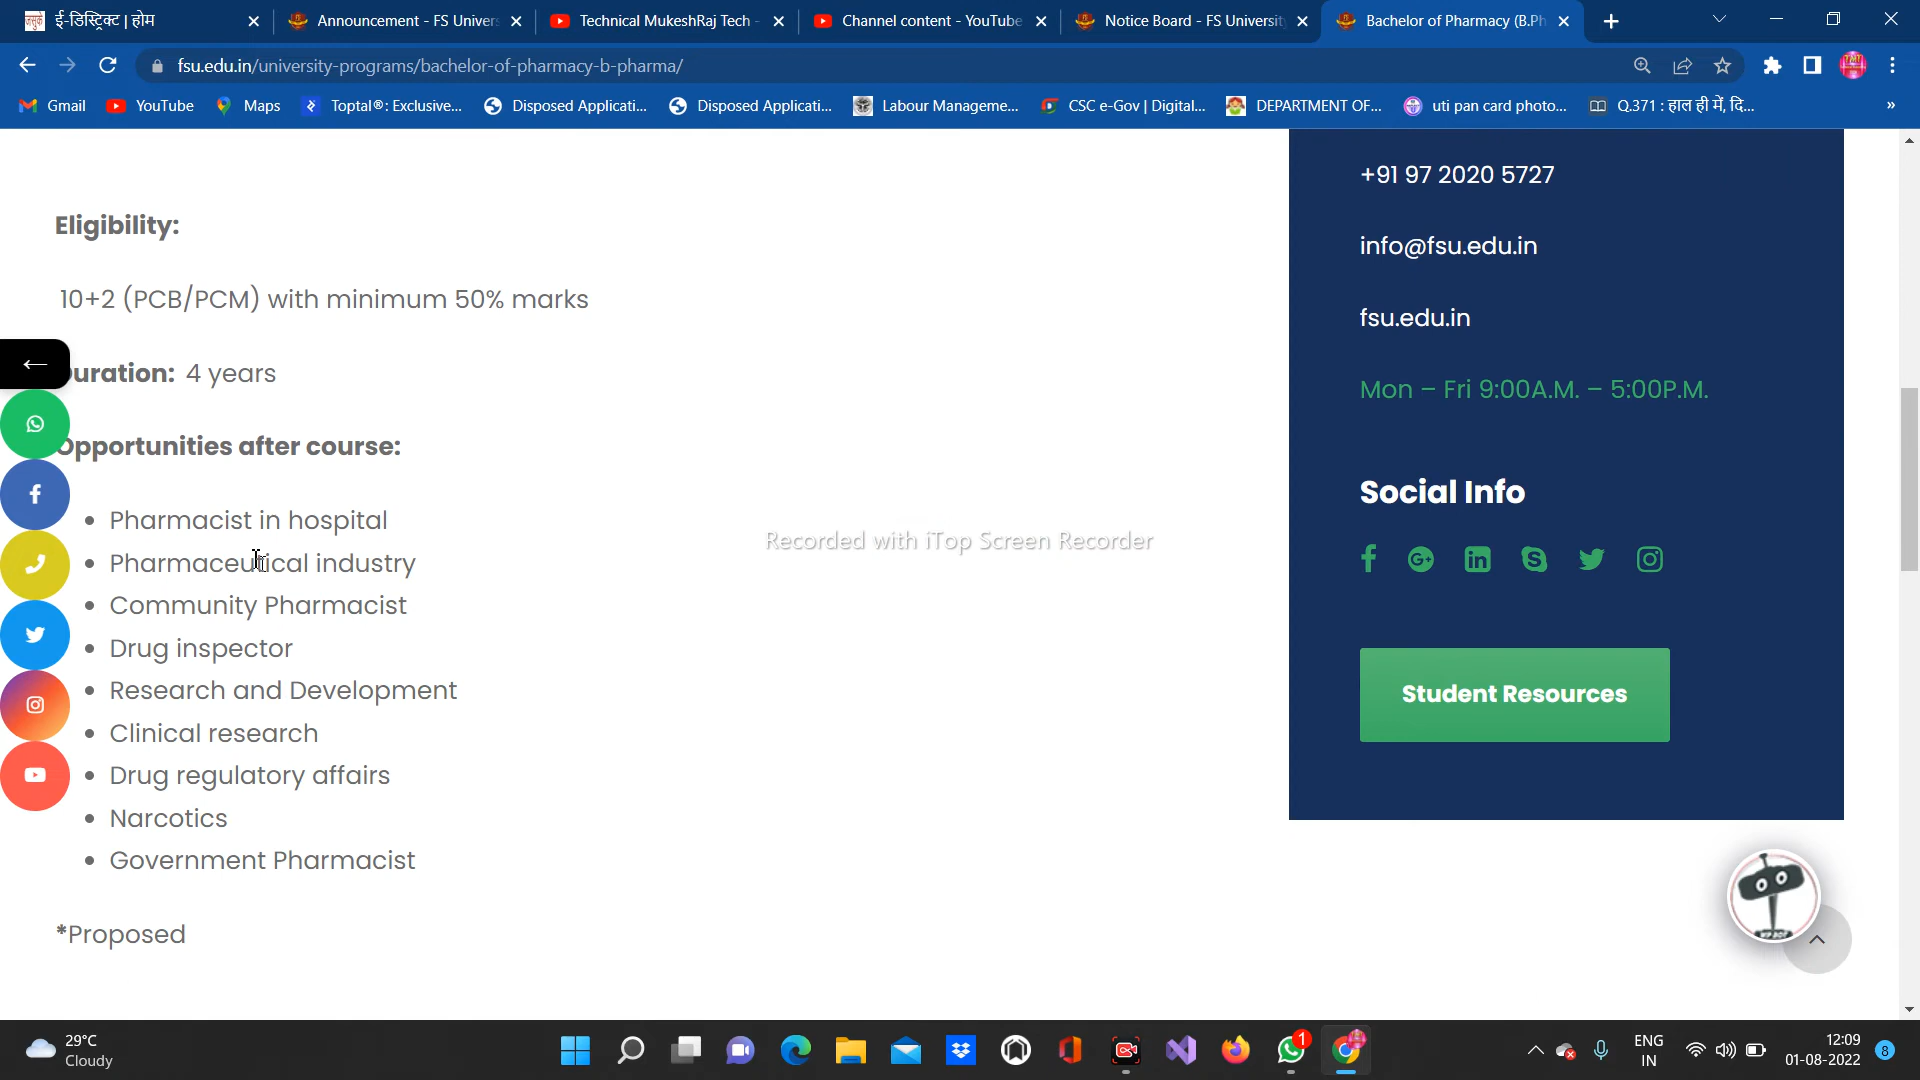 ई-डिस्ट्रिक्ट | होम
Announcement - FS Univers
Technical MukeshRaj Tech -
Channel content - YouTube
Notice Board - FS University
Bachelor of Pharmacy (B.Ph
fsu.edu.in/university-programs/bachelor-of-pharmacy-b-pharma/
Gmail
YouTube
Maps
Toptal®: Exclusive...
Disposed Applicati...
Disposed Applicati...
Labour Manageme...
CSC e-Gov | Digital...
DEPARTMENT OF...
uti pan card photo...
Q.371 : हाल ही में, दि...
»
Eligibility:
10+2 (PCB/PCM) with minimum 50% marks
uration: 4 years
Opportunities after course:
Pharmacist in hospital
Pharmaceutical industry
Community Pharmacist
Drug inspector
Research and Development
Clinical research
Drug regulatory affairs
Narcotics
Government Pharmacist
*Proposed
+91 97 2020 5727
info@fsu.edu.in
fsu.edu.in
Mon – Fri 9:00A.M. – 5:00P.M.
Social Info
Student Resources
Recorded with iTop Screen Recorder
29°C
Cloudy
1
ENG
IN
12:09
01-08-2022
8